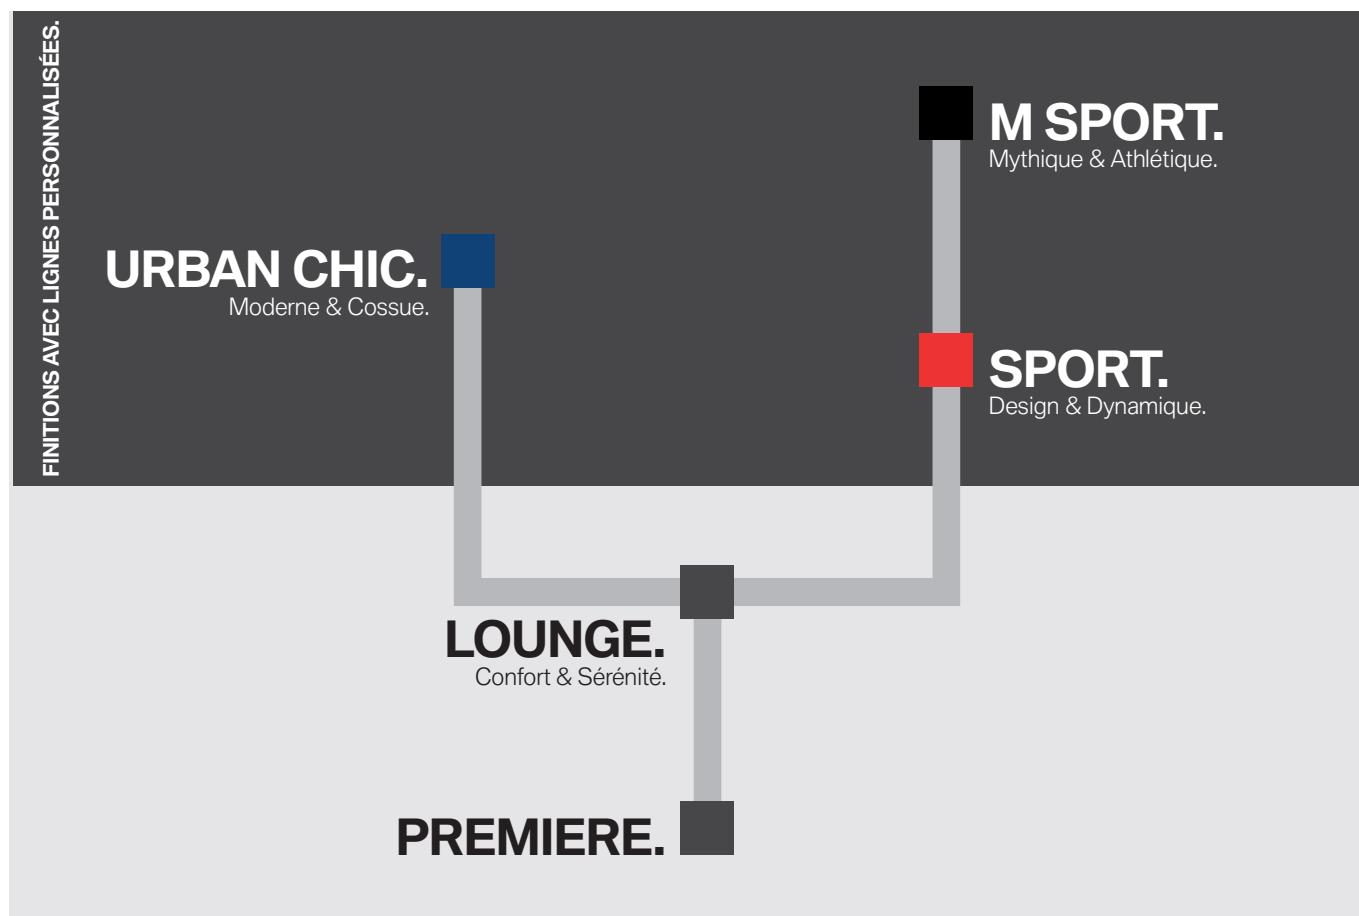 FINITIONS AVEC LIGNES PERSONNALISÉES.
M SPORT.
Mythique & Athlétique.
URBAN CHIC.
Moderne & Cossue.
SPORT.
Design & Dynamique.
LOUNGE.
Confort & Sérénité.
PREMIERE.